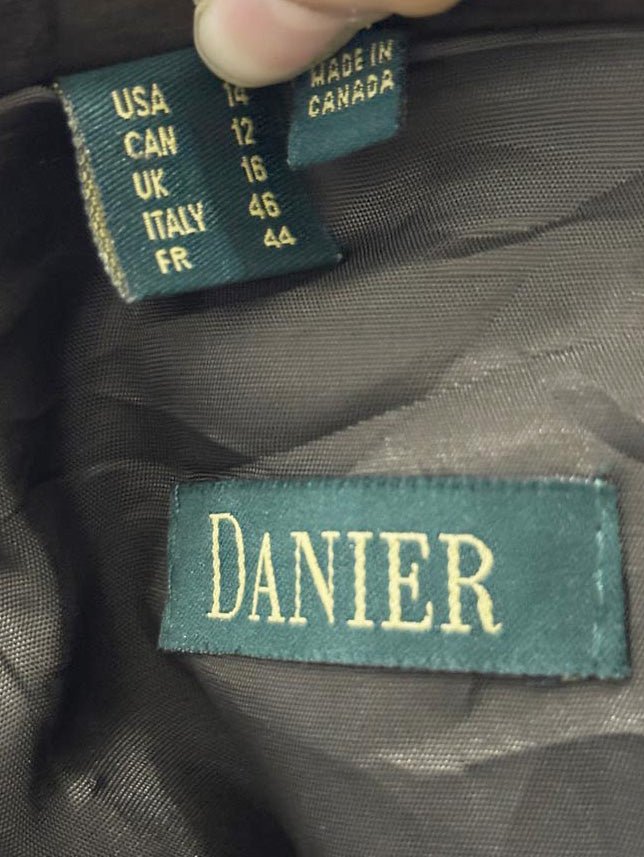 USA 14
CAN 12
UK 16
ITALY 46
FR 44
MADE IN
CANADA
DANIER